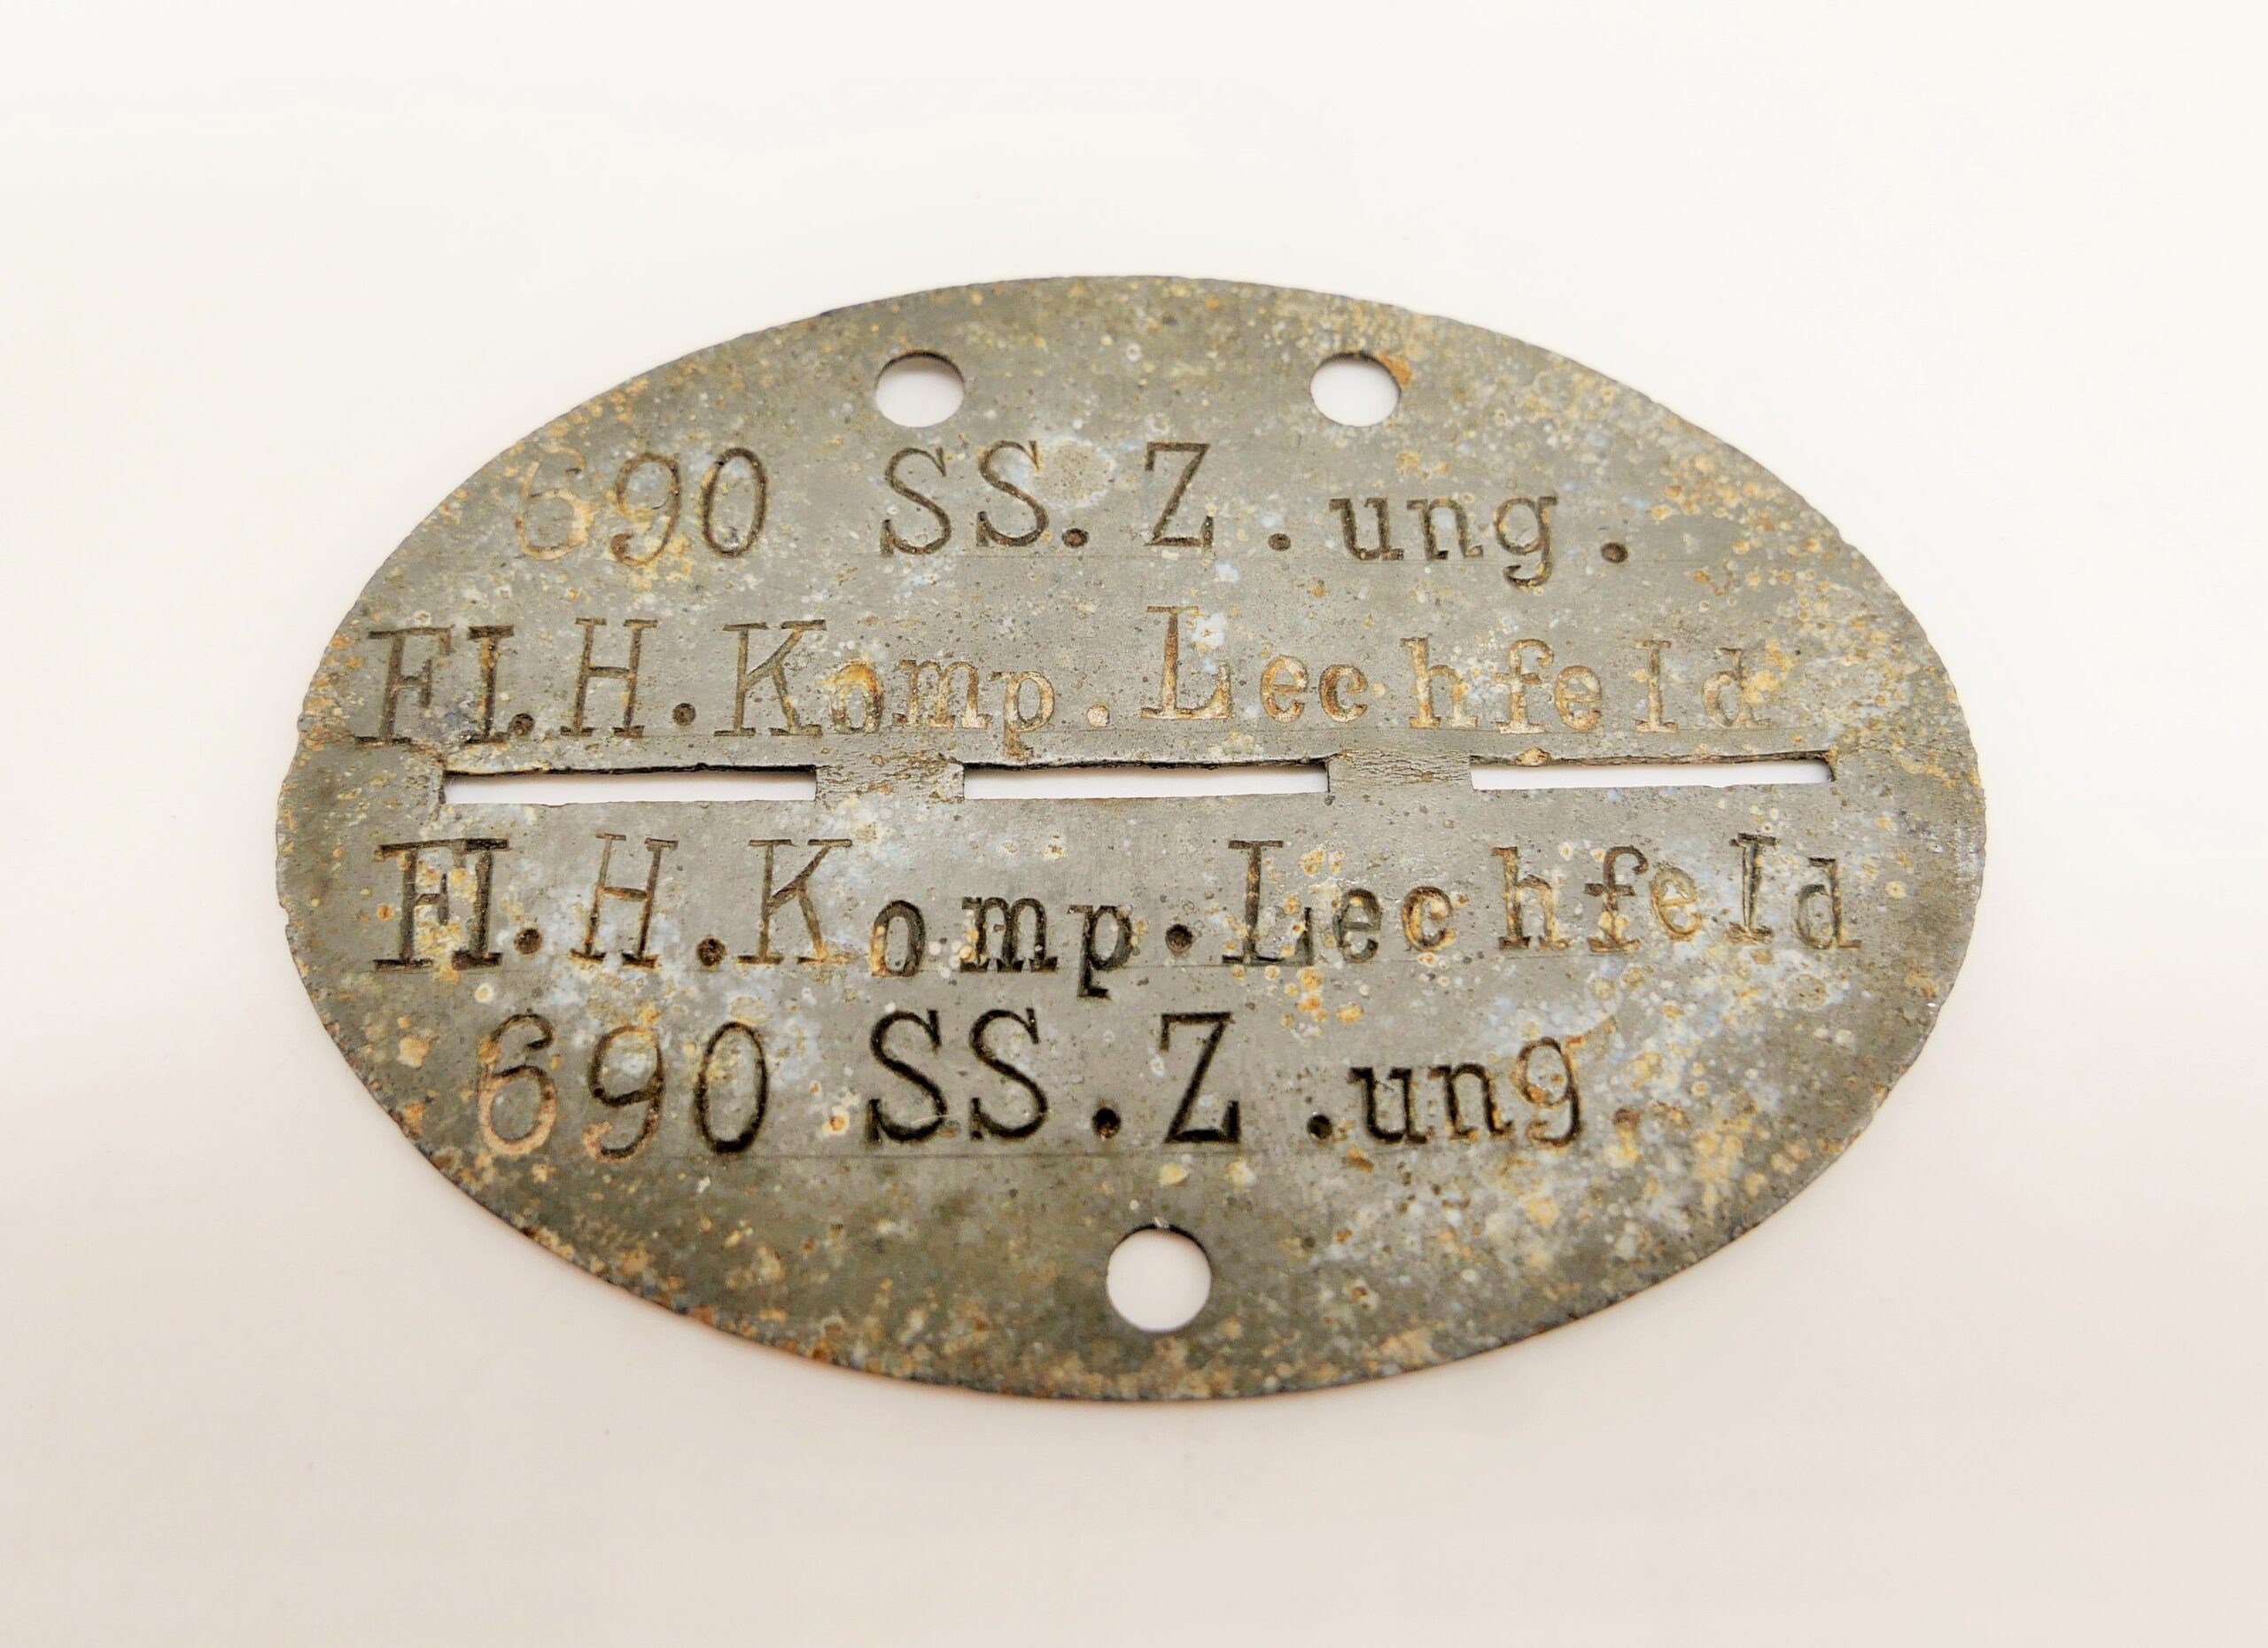 690 SS. Z. ung.
Fl.H.Komp. Lechfeld
Fl.H.Komp. Lechfeld
690 SS. Z. ung.